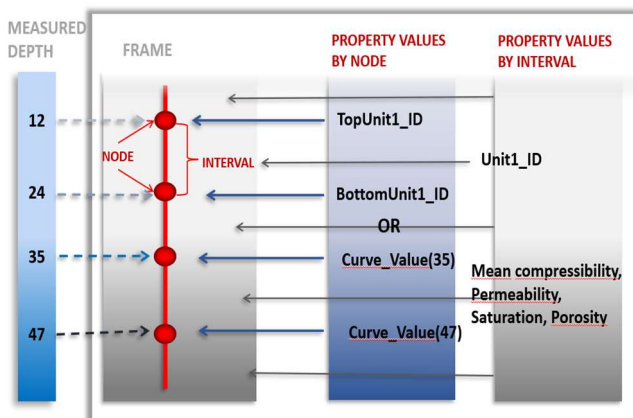 MEASURED
DEPTH
FRAME
PROPERTY VALUES
BY NODE
PROPERTY VALUES
BY INTERVAL
12
TopUnit1_ID
NODE
INTERVAL
Unit1_ID
24
BottomUnit1_ID
OR
35
Curve_Value(35)
Mean compressibility,
Permeability,
Saturation, Porosity
47
Curve_Value(47)